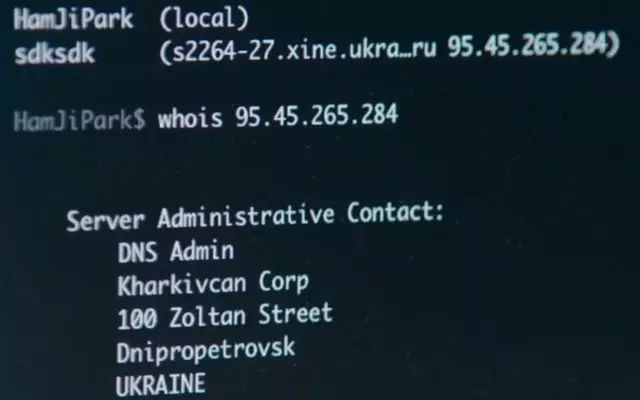 HamJiPark (local)
sdksdk (s2264-27.xine.ukra…ru 95.45.265.284)
HamJiPark$ whois 95.45.265.284
Server Administrative Contact:
DNS Admin
Kharkivcan Corp
100 Zoltan Street
Dnipropetrovsk
UKRAINE